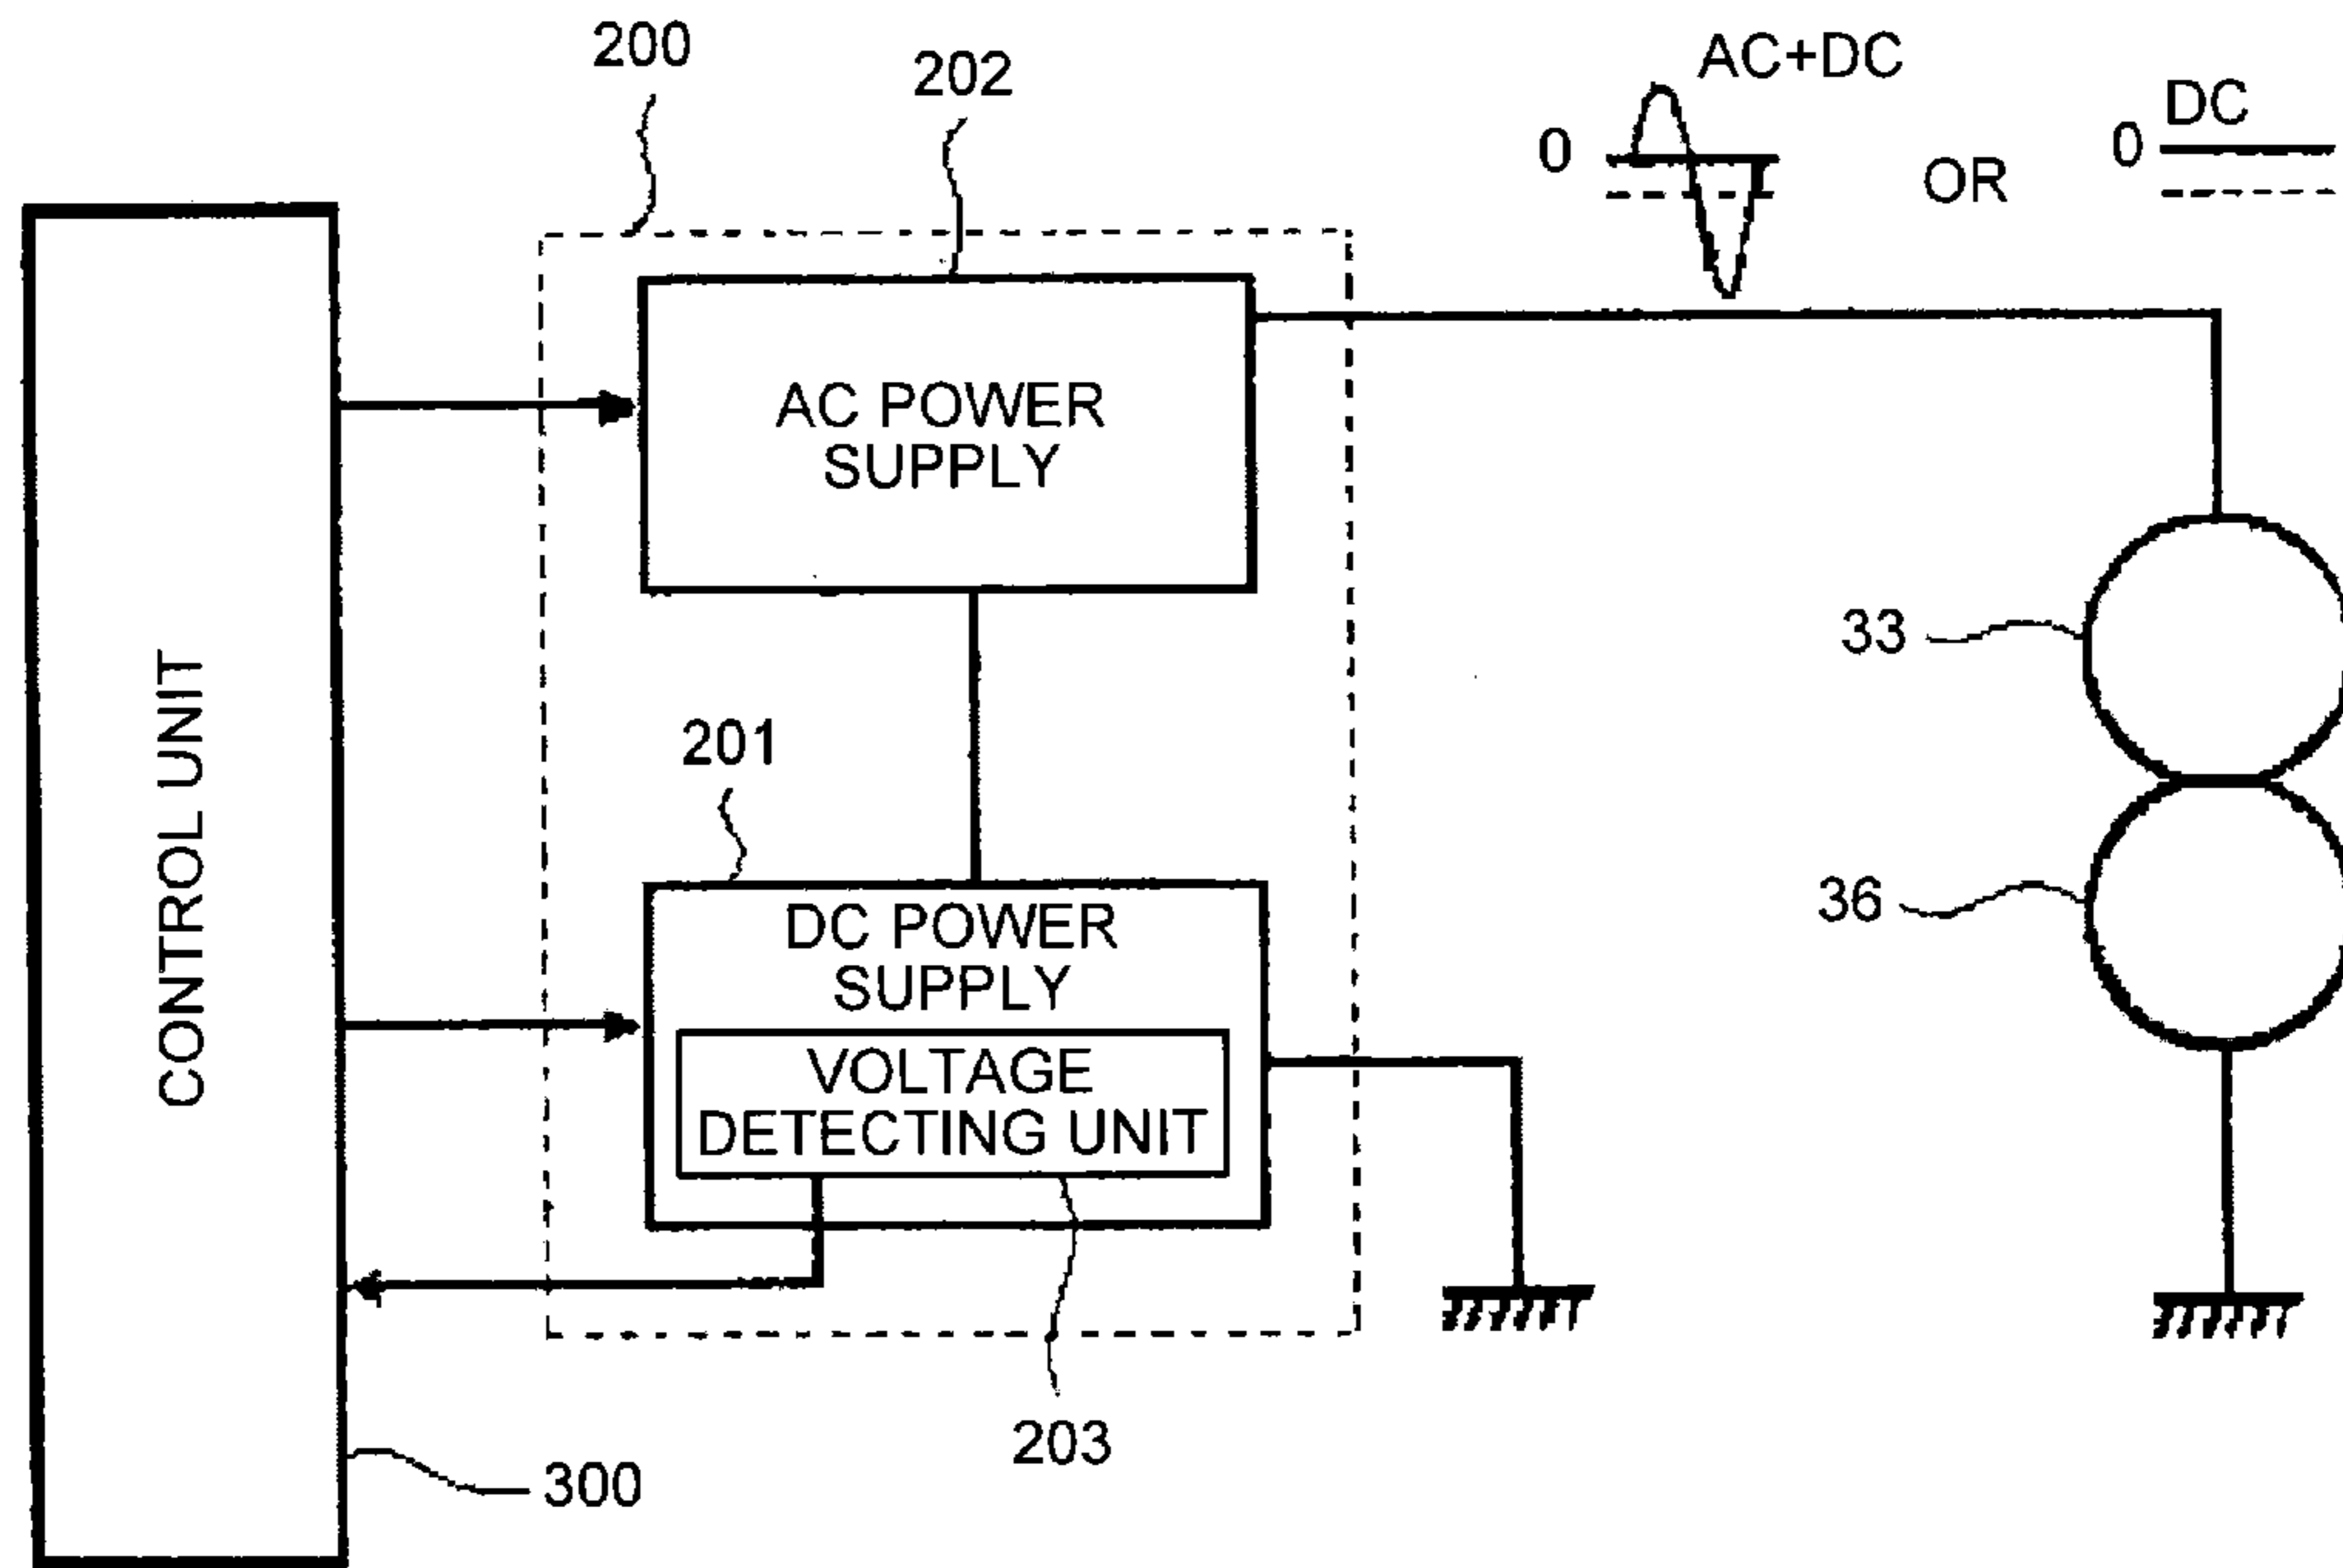 200
202
AC+DC
DC
0
0
OR
AC POWER
SUPPLY
33
CONTROL UNIT
201
36
DC POWER
SUPPLY
VOLTAGE
DETECTING UNIT
203
300